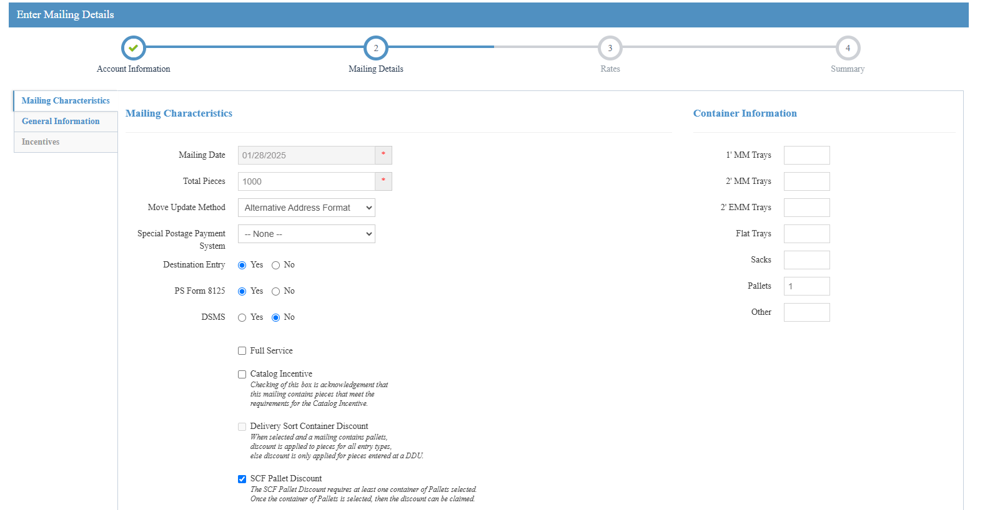 Enter Mailing Details
2
3
4
Account Information
Mailing Details
Rates
Summary
Mailing Characteristics
General Information
Incentives
Mailing Characteristics
Mailing Date
01/28/2025
*
Total Pieces
1000
*
Move Update Method
Alternative Address Format
Special Postage Payment
System
-- None --
Destination Entry
Yes
No
PS Form 8125
Yes
No
DSMS
Yes
No
Full Service
Catalog Incentive
Checking of this box is acknowledgement that
this mailing contains pieces that meet the
requirements for the Catalog Incentive.
Delivery Sort Container Discount
When selected and a mailing contains pallets,
discount is applied to pieces for all entry types,
else discount is only applied for pieces entered at a DDU.
SCF Pallet Discount
The SCF Pallet Discount requires at least one container of Pallets selected.
Once the container of Pallets is selected, then the discount can be claimed.
Container Information
1' MM Trays
2' MM Trays
2' EMM Trays
Flat Trays
Sacks
Pallets
1
Other